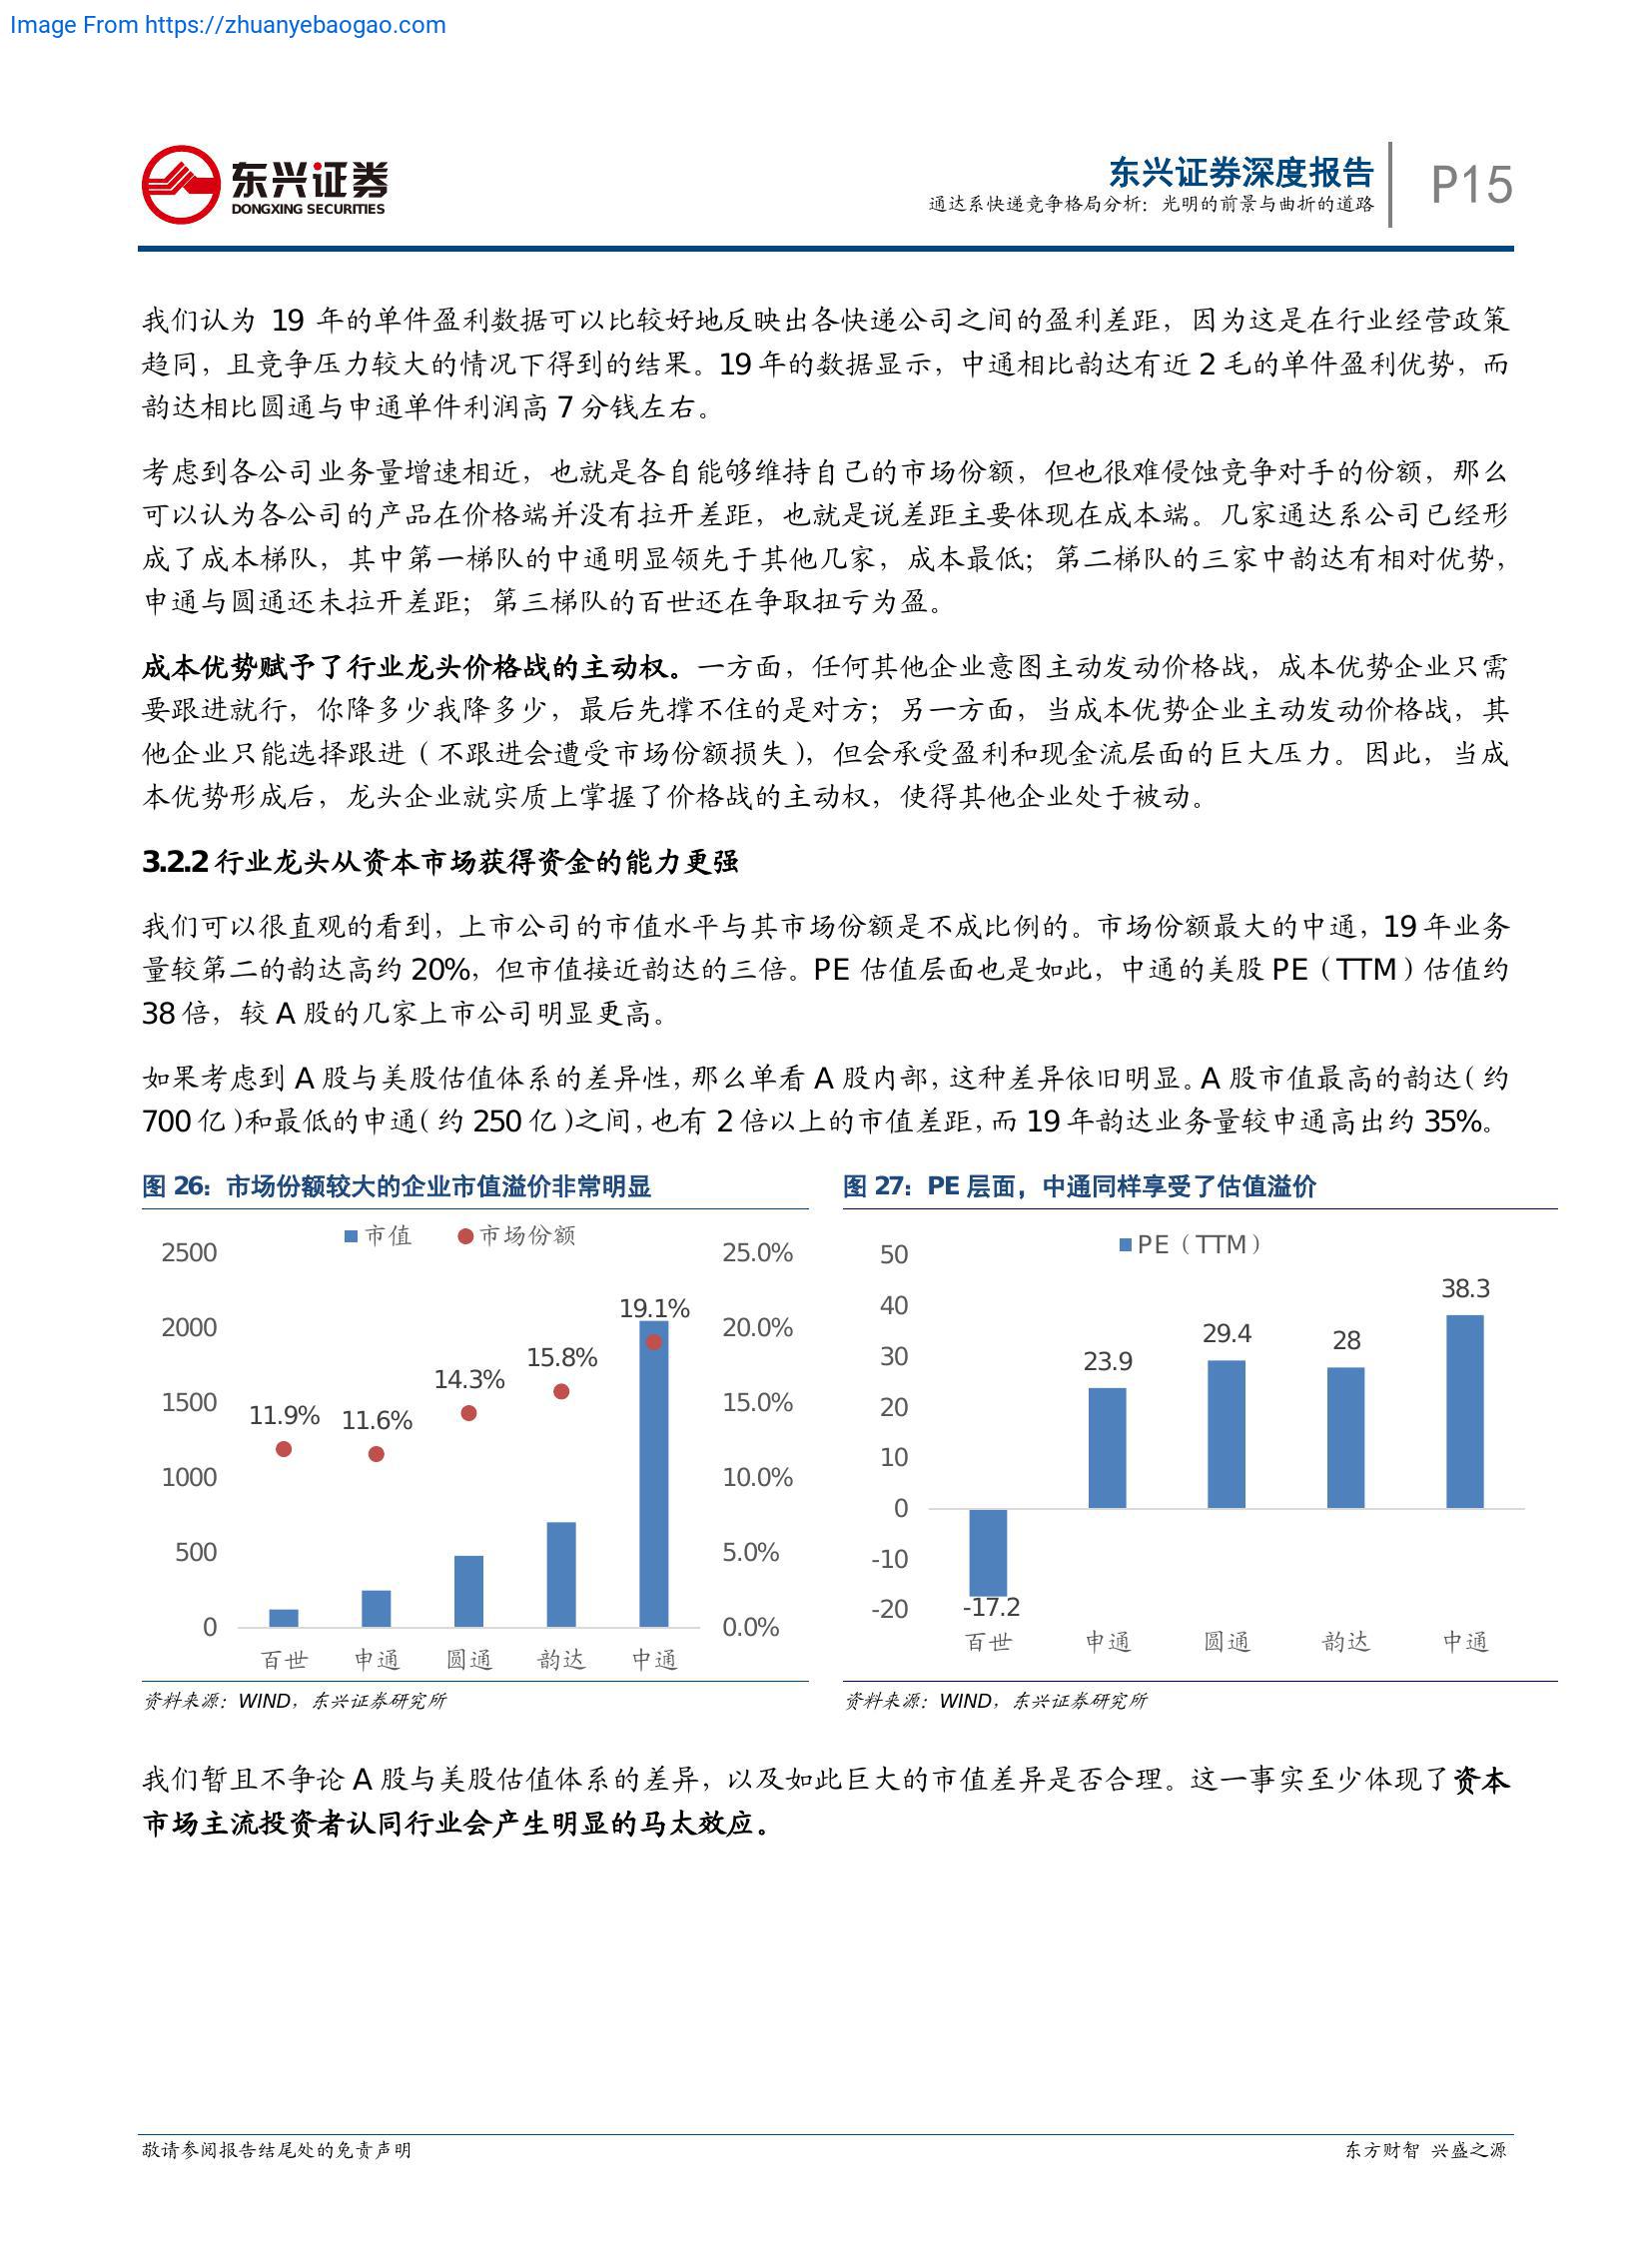 Image From https://zhuanyebaogao.com
东兴证券
DONGXING SECURITIES
东兴证券深度报告
通达系快递竞争格局分析：光明的前景与曲折的道路
P15
我们认为 19 年的单件盈利数据可以比较好地反映出各快递公司之间的盈利差距，因为这是在行业经营政策
趋同，且竞争压力较大的情况下得到的结果。19 年的数据显示，中通相比韵达有近 2 毛的单件盈利优势，而
韵达相比圆通与申通单件利润高 7 分钱左右。
考虑到各公司业务量增速相近，也就是各自能够维持自己的市场份额，但也很难侵蚀竞争对手的份额，那么
可以认为各公司的产品在价格端并没有拉开差距，也就是说差距主要体现在成本端。几家通达系公司已经形
成了成本梯队，其中第一梯队的中通明显领先于其他几家，成本最低；第二梯队的三家中韵达有相对优势，
申通与圆通还未拉开差距；第三梯队的百世还在争取扭亏为盈。
成本优势赋予了行业龙头价格战的主动权。一方面，任何其他企业意图主动发动价格战，成本优势企业只需
要跟进就行，你降多少我降多少，最后先撑不住的是对方；另一方面，当成本优势企业主动发动价格战，其
他企业只能选择跟进（不跟进会遭受市场份额损失），但会承受盈利和现金流层面的巨大压力。因此，当成
本优势形成后，龙头企业就实质上掌握了价格战的主动权，使得其他企业处于被动。
3.2.2 行业龙头从资本市场获得资金的能力更强
我们可以很直观的看到，上市公司的市值水平与其市场份额是不成比例的。市场份额最大的中通，19 年业务
量较第二的韵达高约 20%，但市值接近韵达的三倍。PE 估值层面也是如此，中通的美股 PE（TTM）估值约
38 倍，较 A 股的几家上市公司明显更高。
如果考虑到 A 股与美股估值体系的差异性，那么单看 A 股内部，这种差异依旧明显。A 股市值最高的韵达（约
700 亿）和最低的申通（约 250 亿）之间，也有 2 倍以上的市值差距，而 19 年韵达业务量较申通高出约 35%。
图 26：市场份额较大的企业市值溢价非常明显
市值 市场份额
2500 25.0%
2000 20.0%
1500 15.0%
1000 10.0%
500 5.0%
0 0.0%
11.9% 11.6% 14.3% 15.8% 19.1%
百世 申通 圆通 韵达 中通
资料来源：WIND，东兴证券研究所
图 27：PE 层面，中通同样享受了估值溢价
PE（TTM）
50
40
30
20
10
0
-10
-20
-17.2 23.9 29.4 28 38.3
百世 申通 圆通 韵达 中通
资料来源：WIND，东兴证券研究所
我们暂且不争论 A 股与美股估值体系的差异，以及如此巨大的市值差异是否合理。这一事实至少体现了资本
市场主流投资者认同行业会产生明显的马太效应。
敬请参阅报告结尾处的免责声明
东方财智 兴盛之源